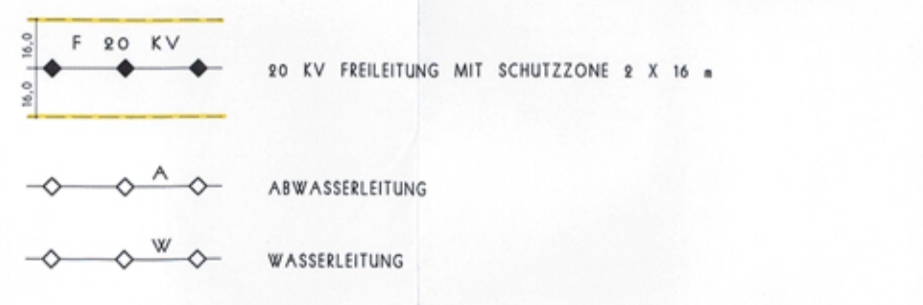 16,0
16,0
F 20 KV
20 KV FREILEITUNG MIT SCHUTZZONE 2 X 16 m
A
ABWASSERLEITUNG
W
WASSERLEITUNG